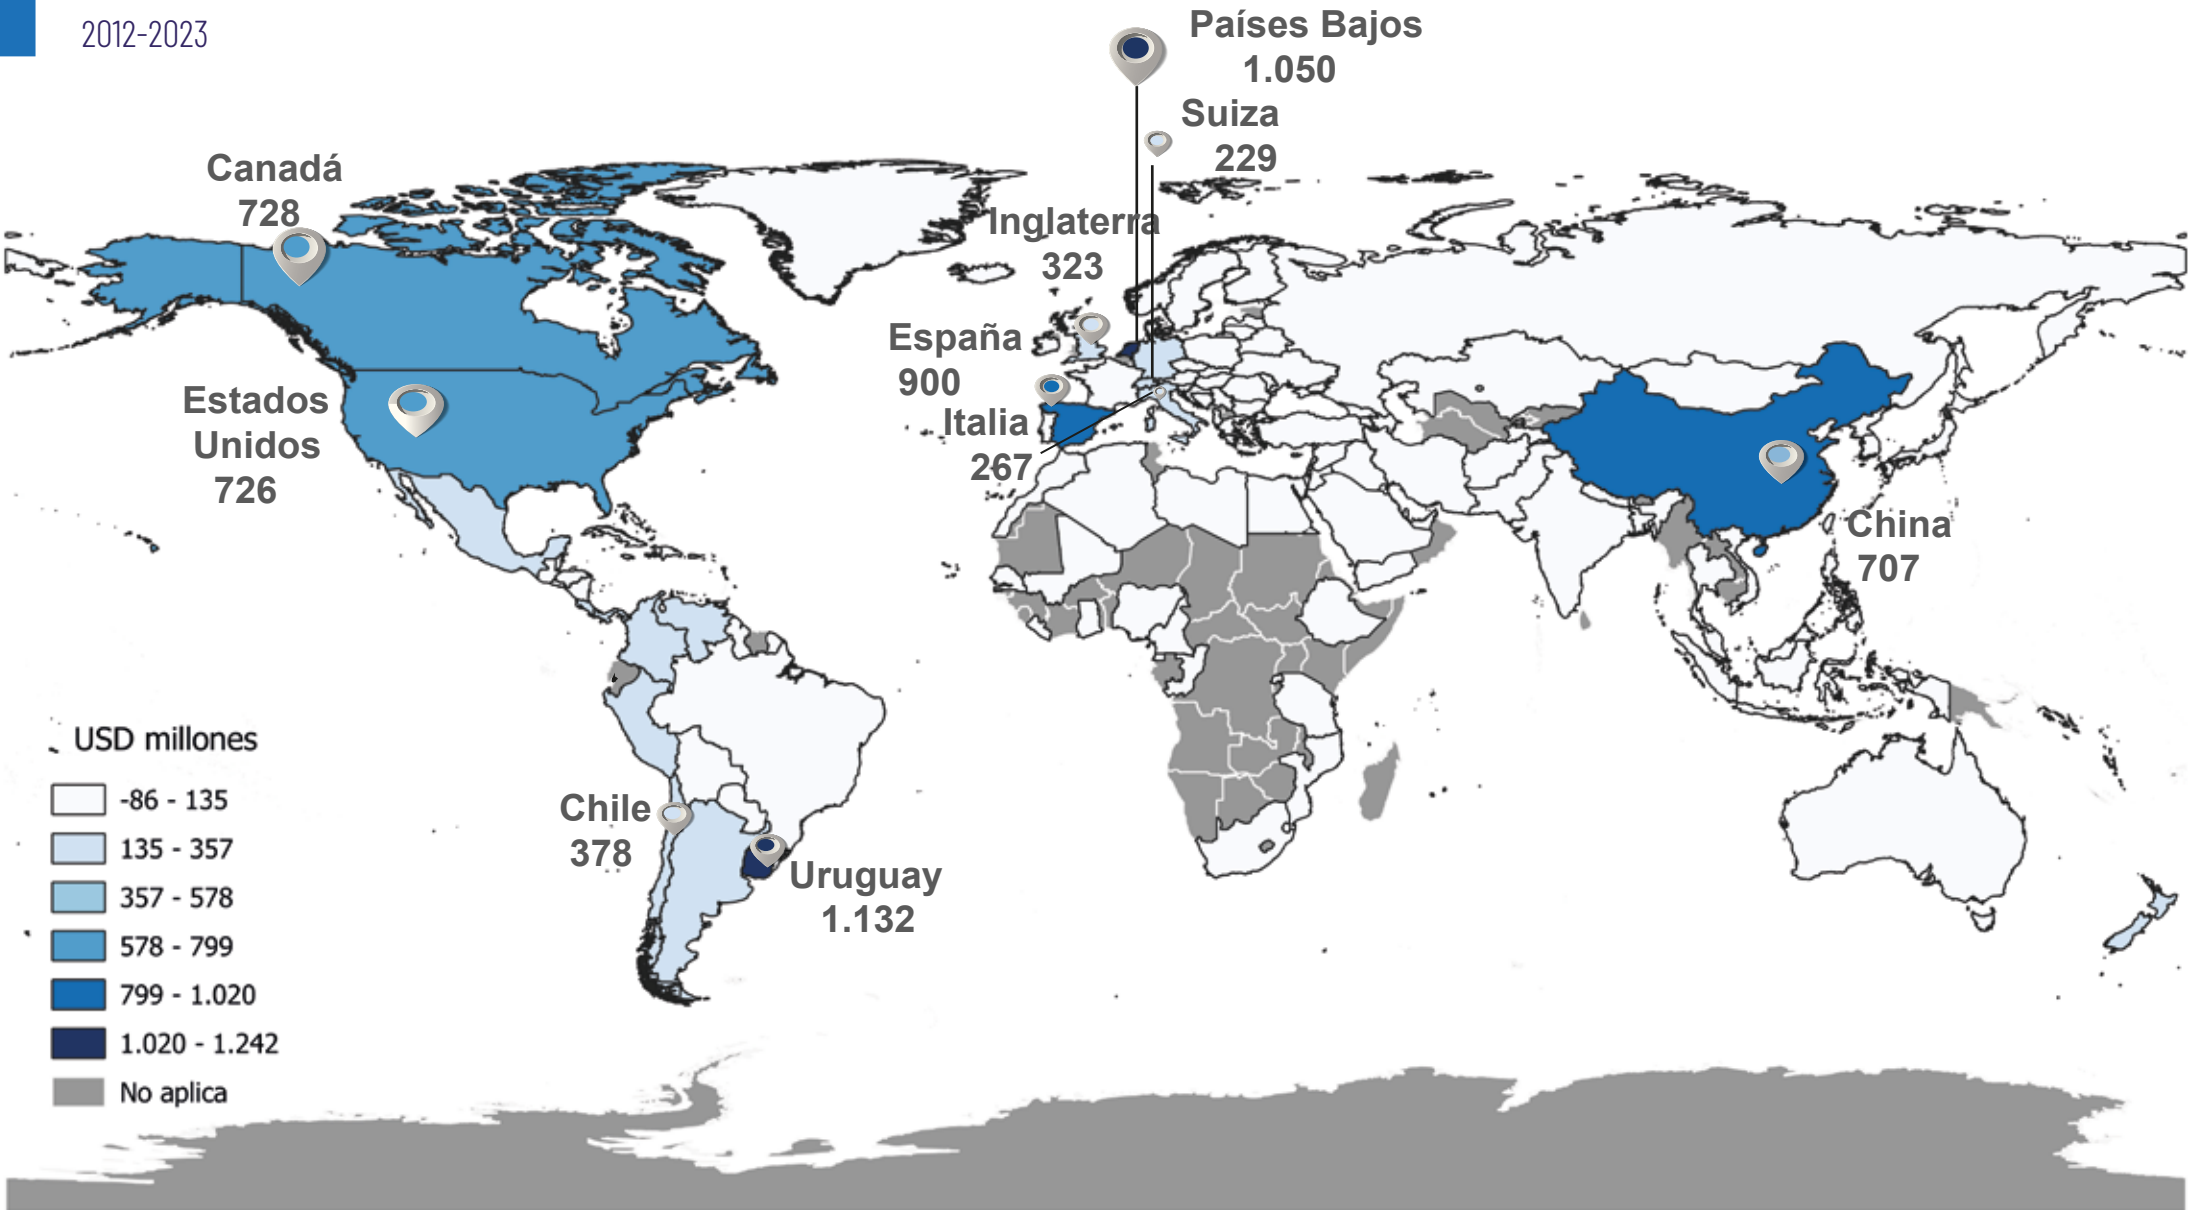 2012-2023
Países Bajos
1.050
Suiza
229
Canadá
728
Inglaterra
323
España
900
Estados
Unidos
726
Italia
267
China
707
USD millones
-86 - 135
135 - 357
357 - 578
578 - 799
799 - 1.020
1.020 - 1.242
No aplica
Chile
378
Uruguay
1.132